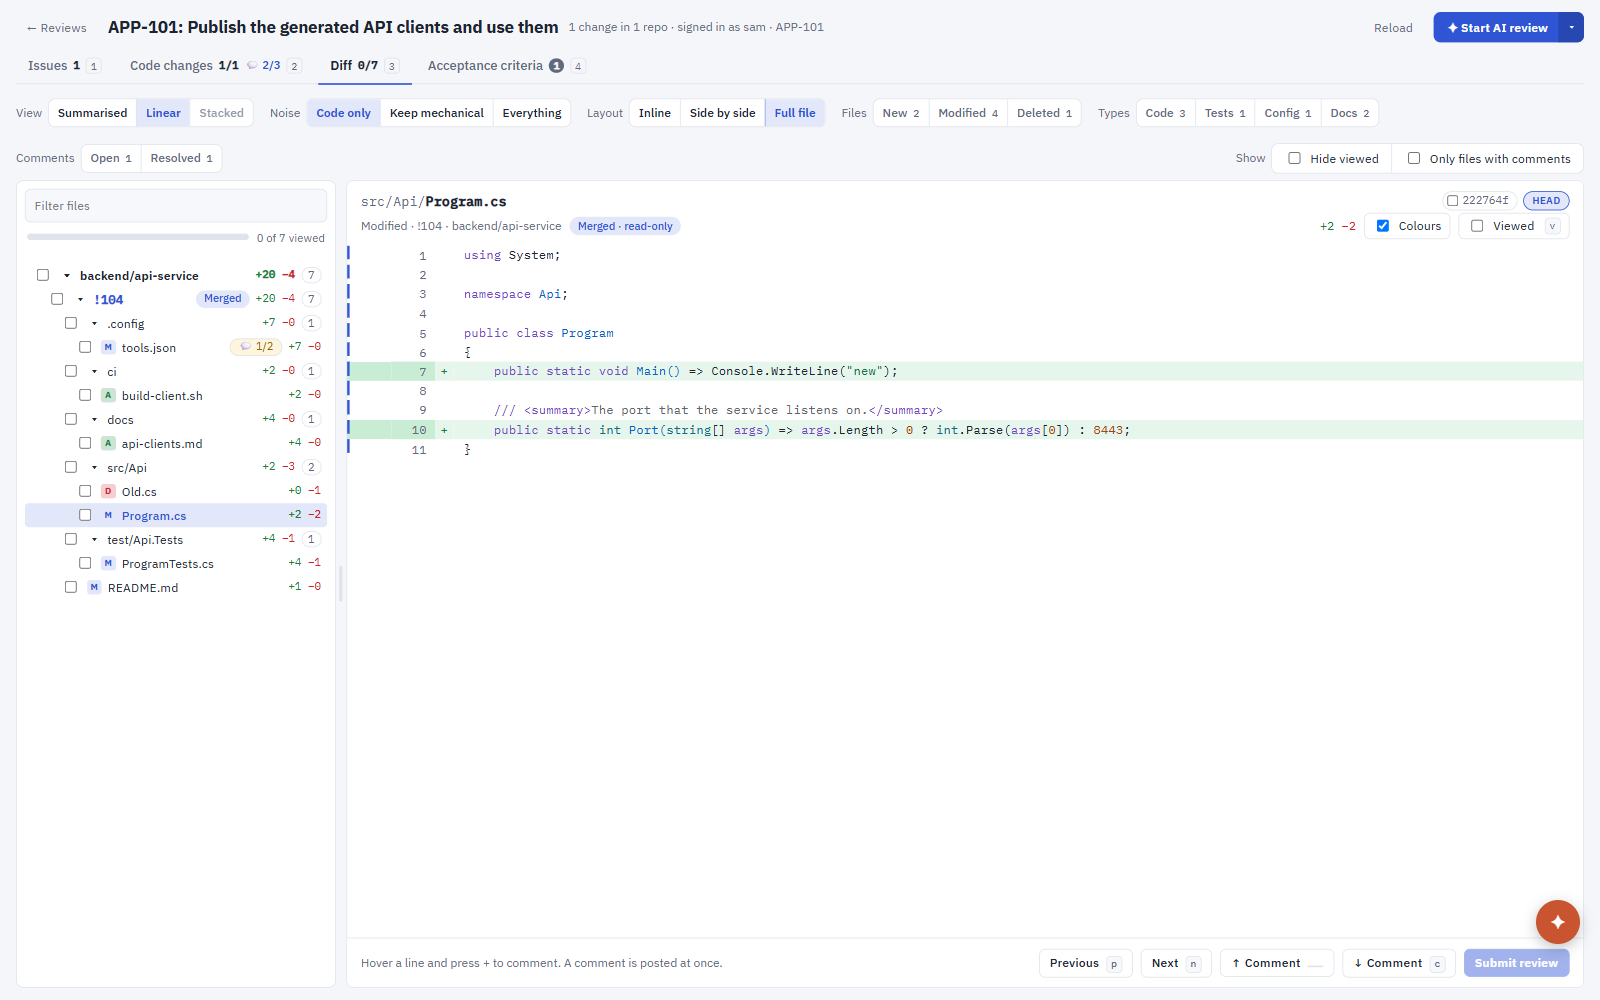 ← Reviews APP-101: Publish the generated API clients and use them 1 change in 1 repo · signed in as sam · APP-101 Reload ✦ Start AI review
Issues 1 1 Code changes 1/1 2/3 2 Diff 0/7 3 Acceptance criteria 1 4
View Summarised Linear Stacked Noise Code only Keep mechanical Everything Layout Inline Side by side Full file Files New 2 Modified 4 Deleted 1 Types Code 3 Tests 1 Config 1 Docs 2
Comments Open 1 Resolved 1 Show Hide viewed Only files with comments
Filter files
0 of 7 viewed
backend/api-service +20 −4 7
!104 Merged +20 −4 7
.config +7 −0 1
M tools.json 1/2 +7 −0
ci +2 −0 1
A build-client.sh +2 −0
docs +4 −0 1
A api-clients.md +4 −0
src/Api +2 −3 2
D Old.cs +0 −1
M Program.cs +2 −2
test/Api.Tests +4 −1 1
M ProgramTests.cs +4 −1
M README.md +1 −0
src/Api/Program.cs 222764f HEAD
Modified · !104 · backend/api-service Merged · read-only +2 −2 Colours Viewed v
1 using System;
2
3 namespace Api;
4
5 public class Program
6 {
7 + public static void Main() => Console.WriteLine("new");
8
9 /// <summary>The port that the service listens on.</summary>
10 + public static int Port(string[] args) => args.Length > 0 ? int.Parse(args[0]) : 8443;
11 }
Hover a line and press + to comment. A comment is posted at once. Previous p Next n ↑ Comment ↓ Comment c Submit review